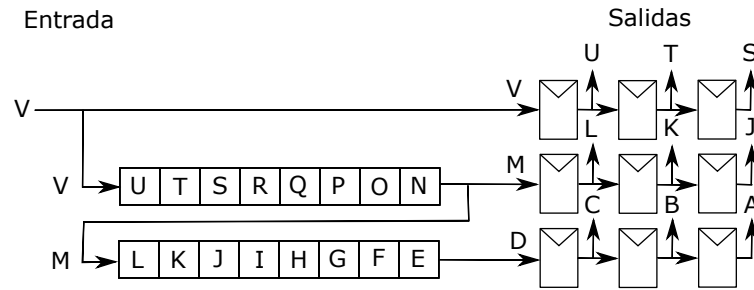 Entrada Salidas
U T S
V V
L K J
V U T S R Q P O N M
C B A
M L K J I H G F E D